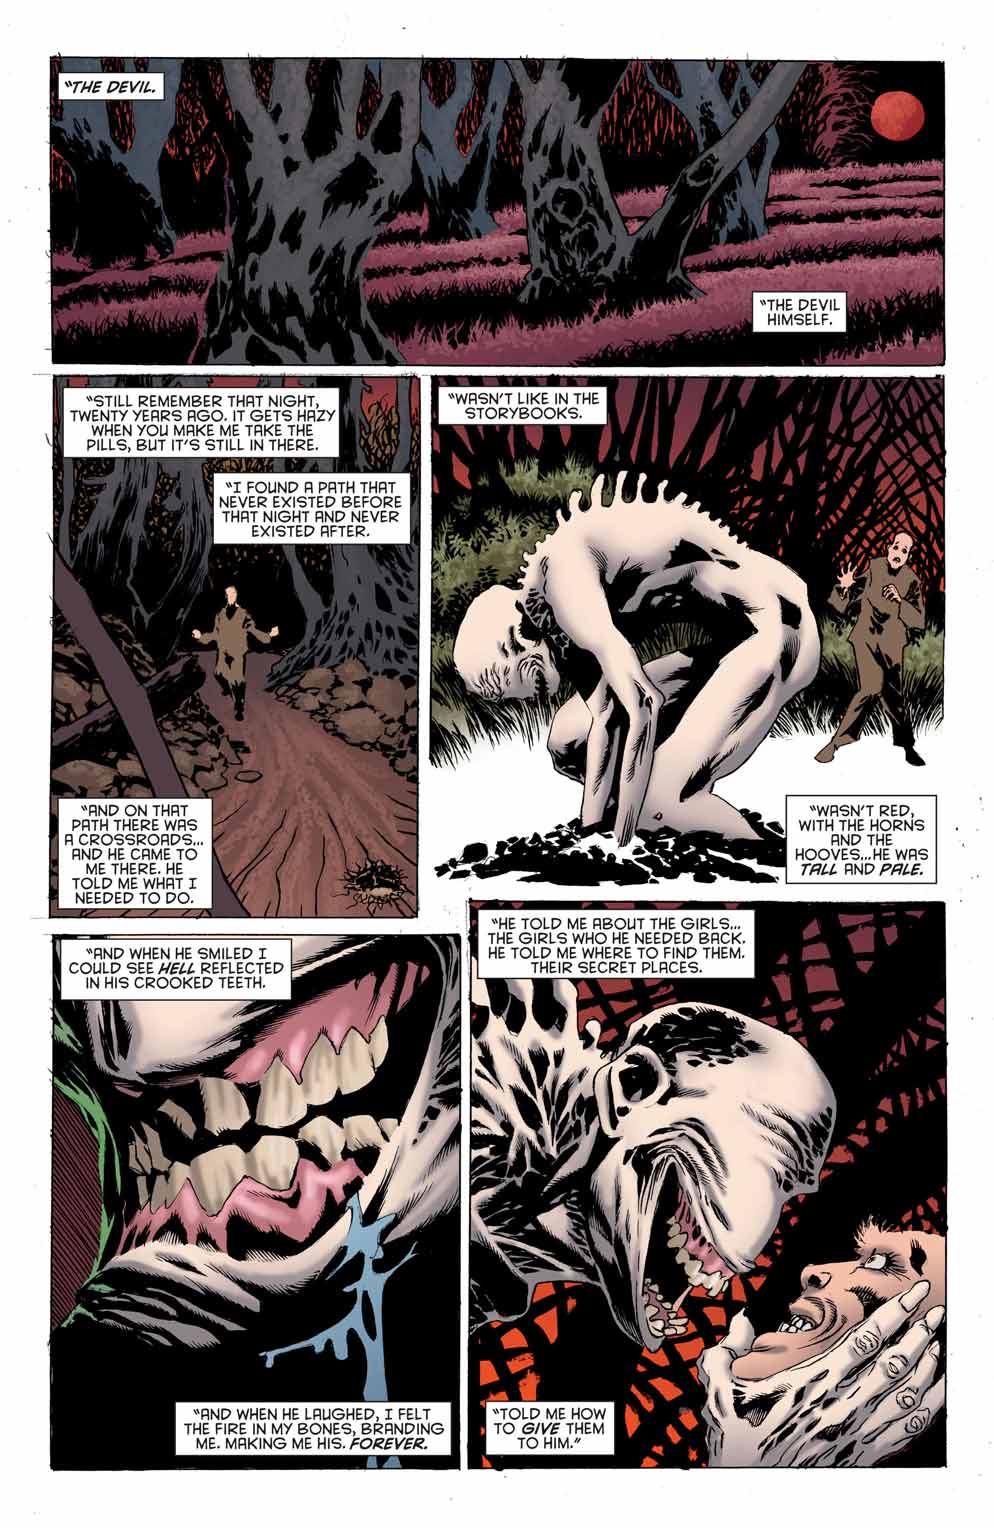 "THE DEVIL.
"THE DEVIL
HIMSELF.
"STILL REMEMBER THAT NIGHT,
TWENTY YEARS AGO. IT GETS HAZY
WHEN YOU MAKE ME TAKE THE
PILLS, BUT IT'S STILL IN THERE.
"I FOUND A PATH THAT
NEVER EXISTED BEFORE
THAT NIGHT AND NEVER
EXISTED AFTER.
"AND ON THAT
PATH THERE WAS
A CROSSROADS...
AND HE CAME TO
ME THERE. HE
TOLD ME WHAT I
NEEDED TO DO.
"WASN'T LIKE IN THE
STORYBOOKS.
"WASN'T RED,
WITH THE HORNS
AND THE
HOOVES...HE WAS
TALL AND PALE.
"AND WHEN HE SMILED I
COULD SEE HELL REFLECTED
IN HIS CROOKED TEETH.
"AND WHEN HE LAUGHED, I FELT
THE FIRE IN MY BONES, BRANDING
ME. MAKING ME HIS. FOREVER.
"HE TOLD ME ABOUT THE GIRLS...
THE GIRLS WHO HE NEEDED BACK.
HE TOLD ME WHERE TO FIND THEM.
THEIR SECRET PLACES.
"TOLD ME HOW
TO GIVE THEM
TO HIM."